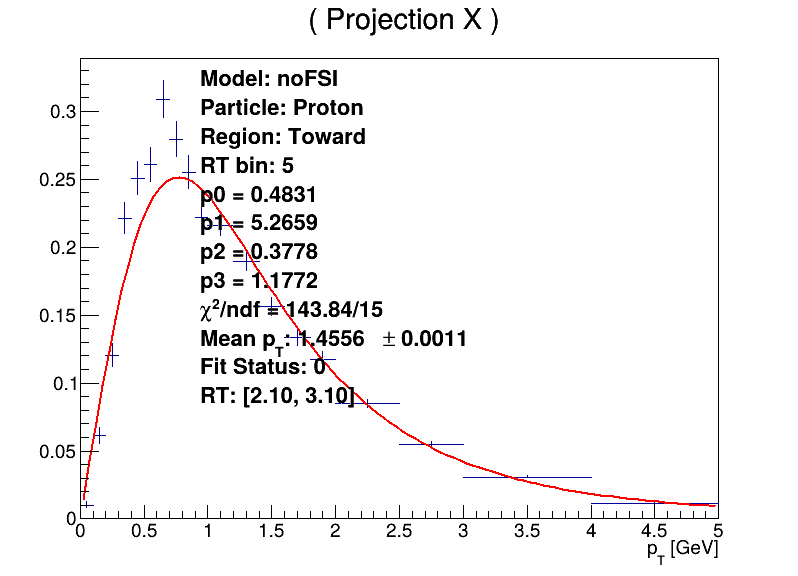 ( Projection X )
Model: noFSI
Particle: Proton
Region: Toward
RT bin: 5
p0 = 0.4831
p1 = 5.2659
p2 = 0.3778
p3 = 1.1772
χ²/ndf = 143.84/15
Mean p_T: 1.4556 ± 0.0011
Fit Status: 0
RT: [2.10, 3.10]
0.3
0.25
0.2
0.15
0.1
0.05
0
0 0.5 1 1.5 2 2.5 3 3.5 4 4.5 5
p_T [GeV]